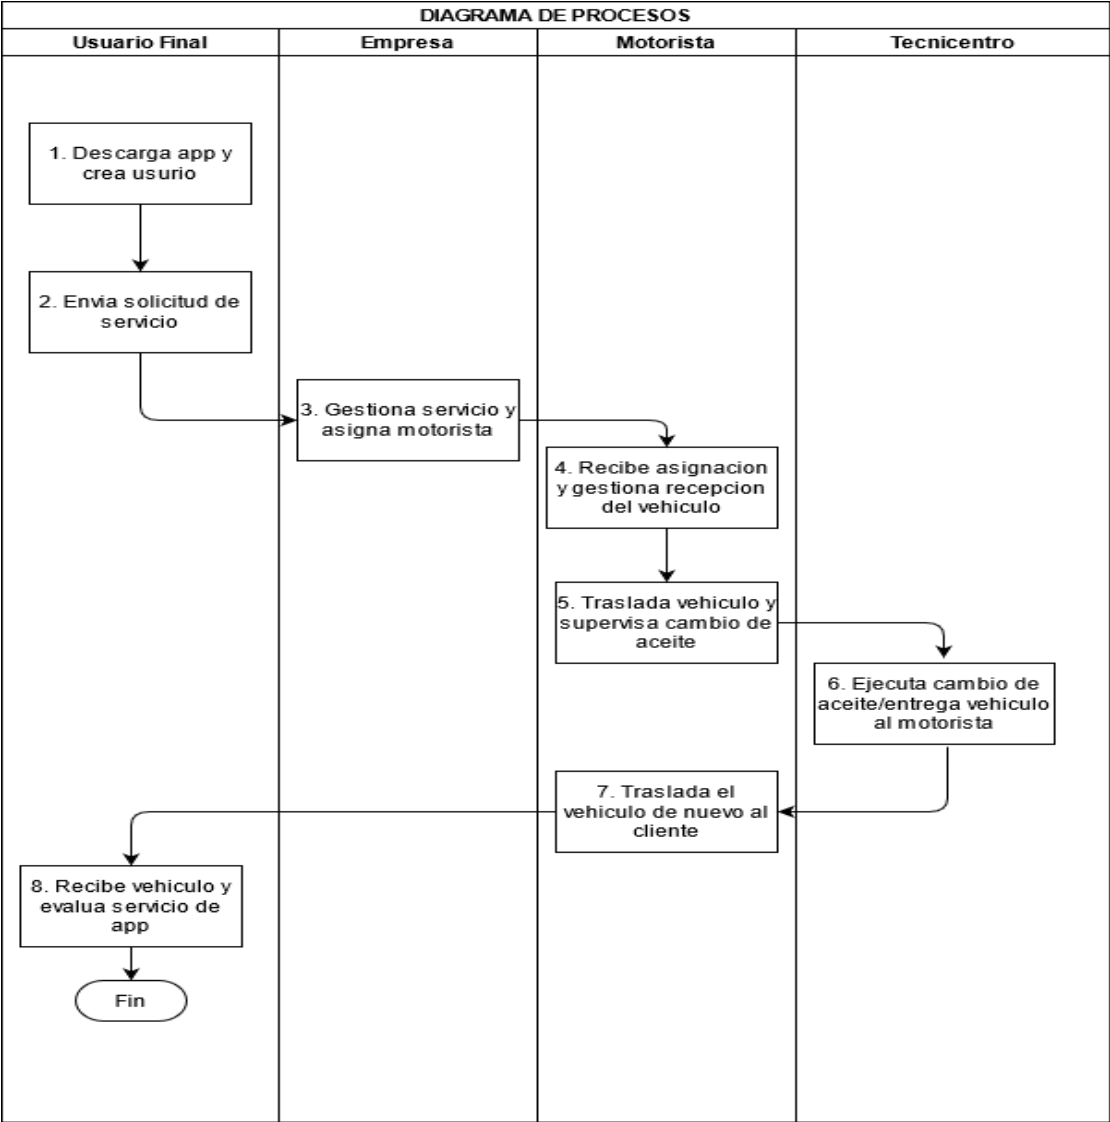 DIAGRAMA DE PROCESOS
Usuario Final
Empresa
Motorista
Tecnicentro
1. Descarga app y
crea usurio
2. Envia solicitud de
servicio
3. Gestiona servicio y
asigna motorista
4. Recibe asignacion
y gestiona recepcion
del vehiculo
5. Traslada vehiculo y
supervisa cambio de
aceite
6. Ejecuta cambio de
aceite/entrega vehiculo
al motorista
7. Traslada el
vehiculo de nuevo al
cliente
8. Recibe vehiculo y
evalua servicio de
app
Fin